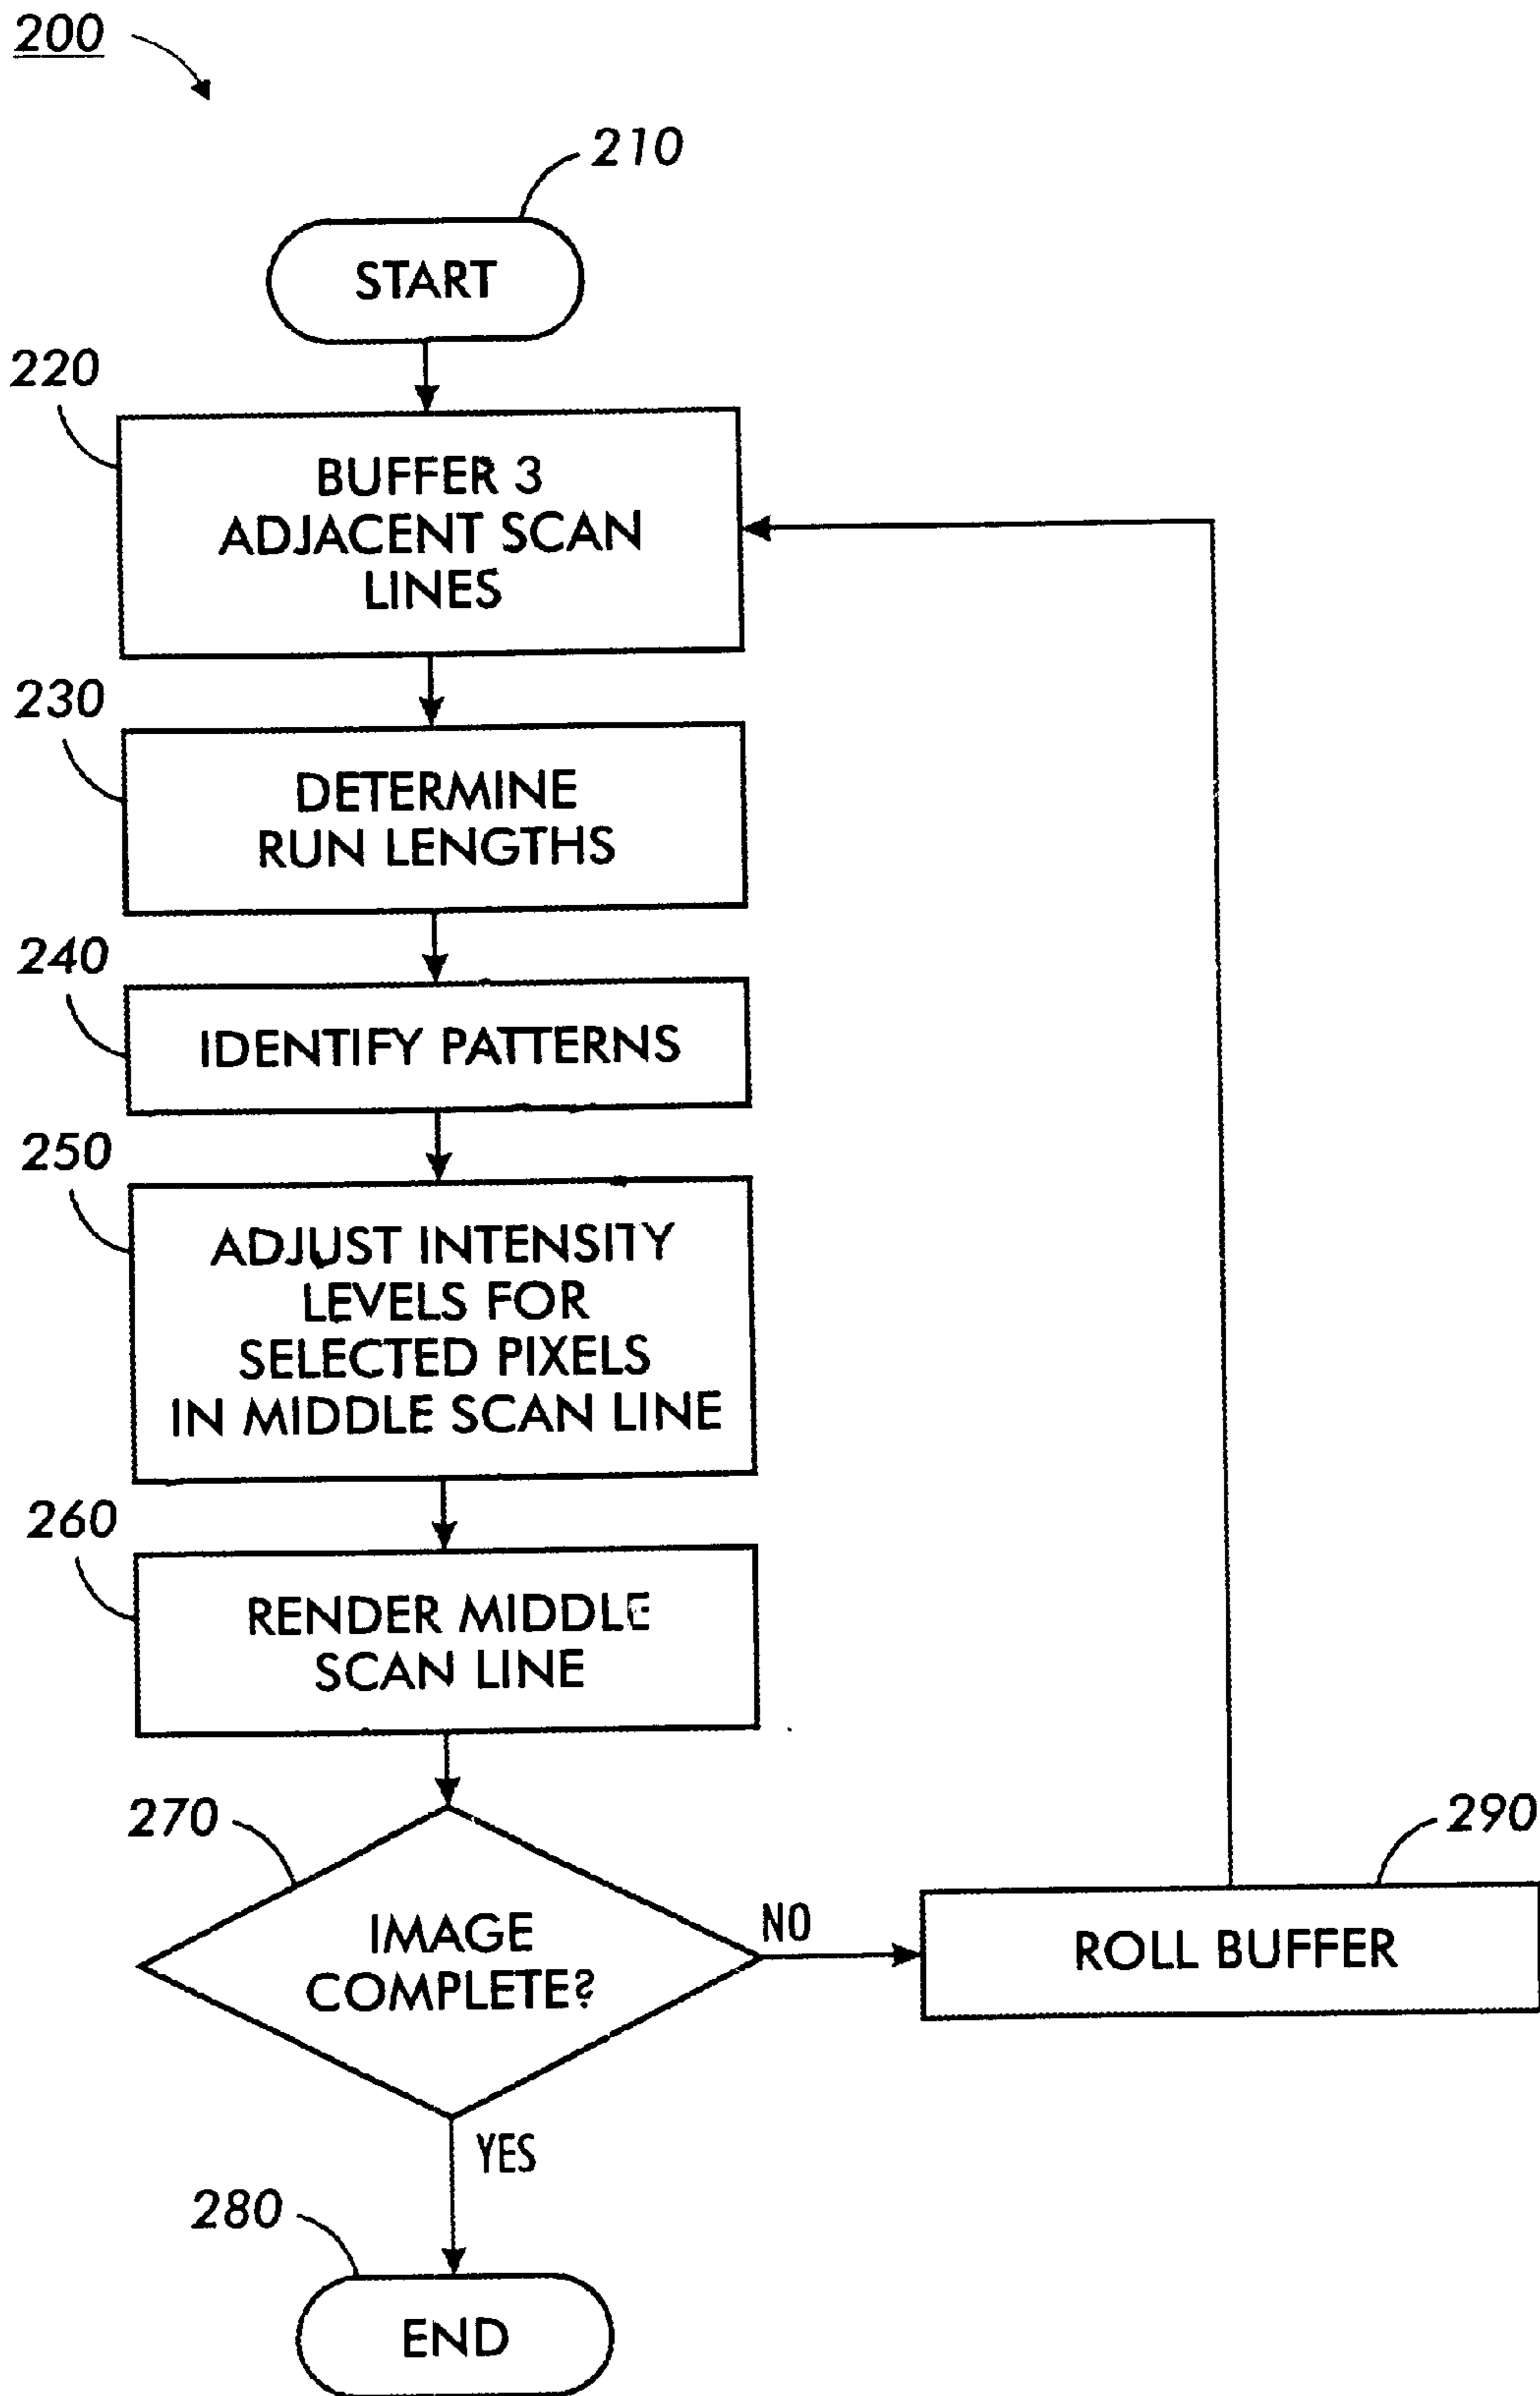 200
210
START
220
BUFFER 3
ADJACENT SCAN
LINES
230
DETERMINE
RUN LENGTHS
240
IDENTIFY PATTERNS
250
ADJUST INTENSITY
LEVELS FOR
SELECTED PIXELS
IN MIDDLE SCAN LINE
260
RENDER MIDDLE
SCAN LINE
270
IMAGE
COMPLETE?
NO
290
ROLL BUFFER
YES
280
END